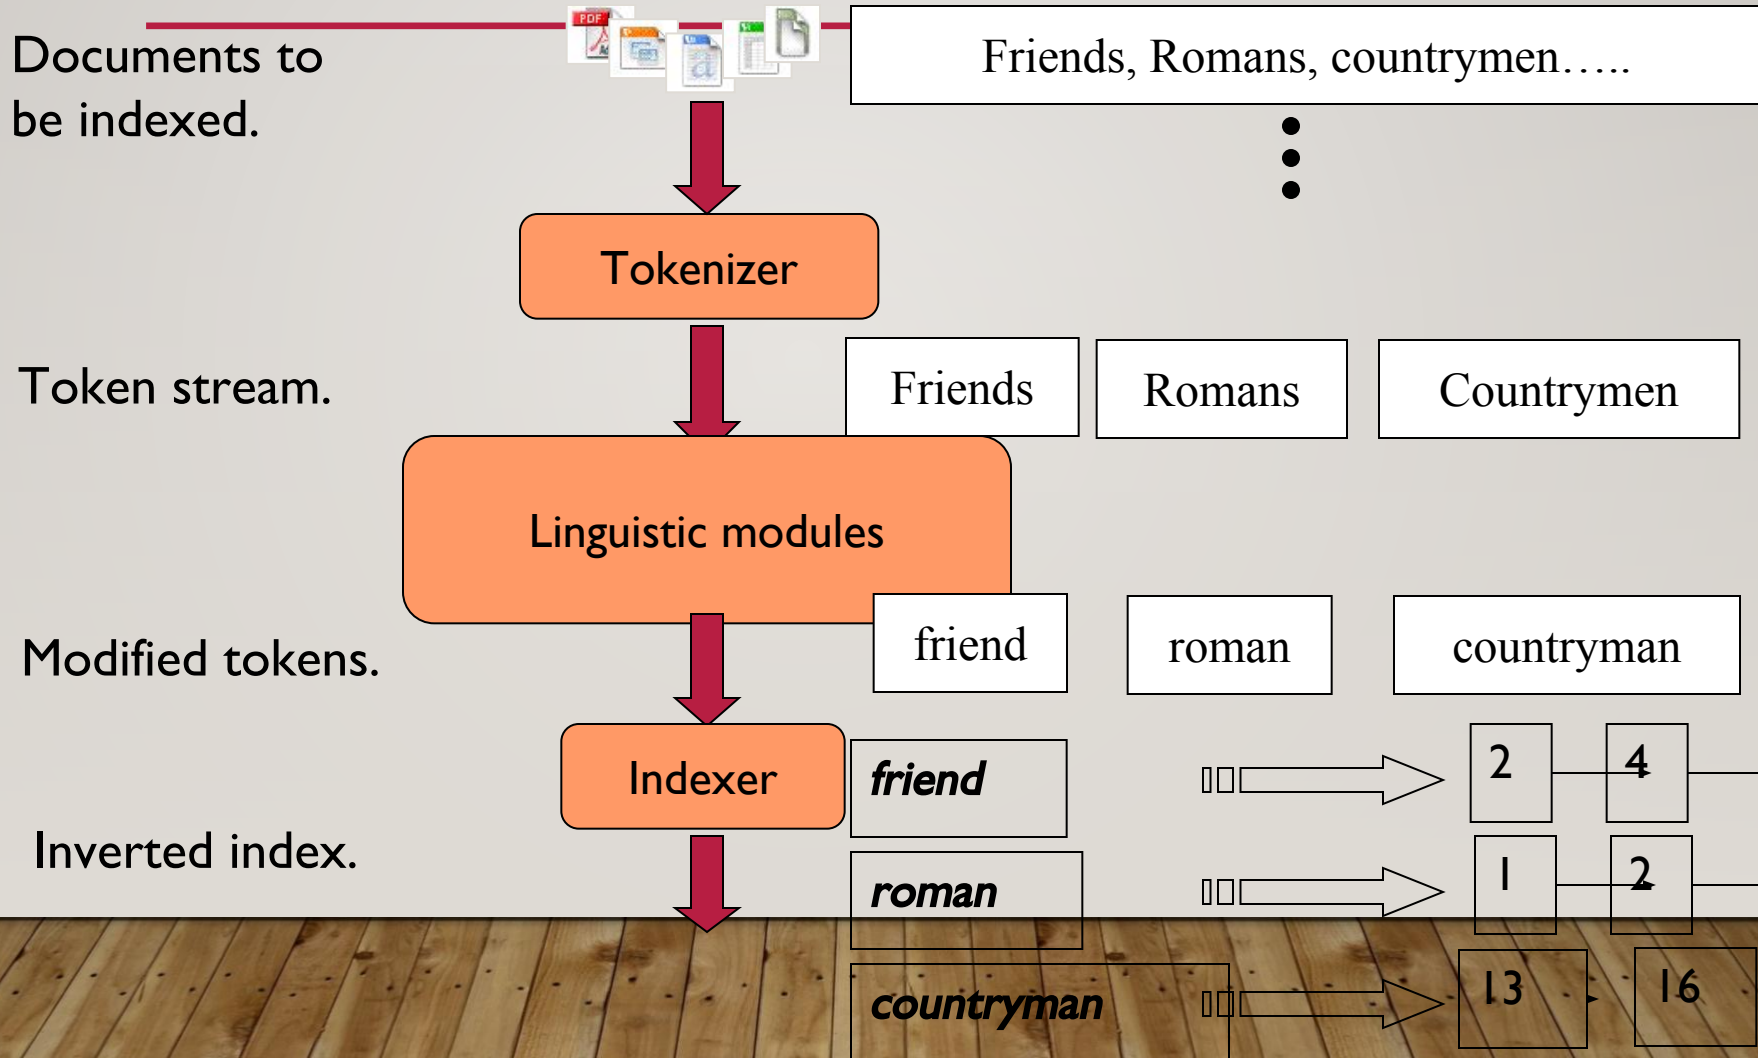 Documents to
be indexed.
PDF
Friends, Romans, countrymen…..
Tokenizer
Token stream.
Friends
Romans
Countrymen
Linguistic modules
Modified tokens.
friend
roman
countryman
Indexer
friend
2
4
Inverted index.
roman
1
2
countryman
13
16